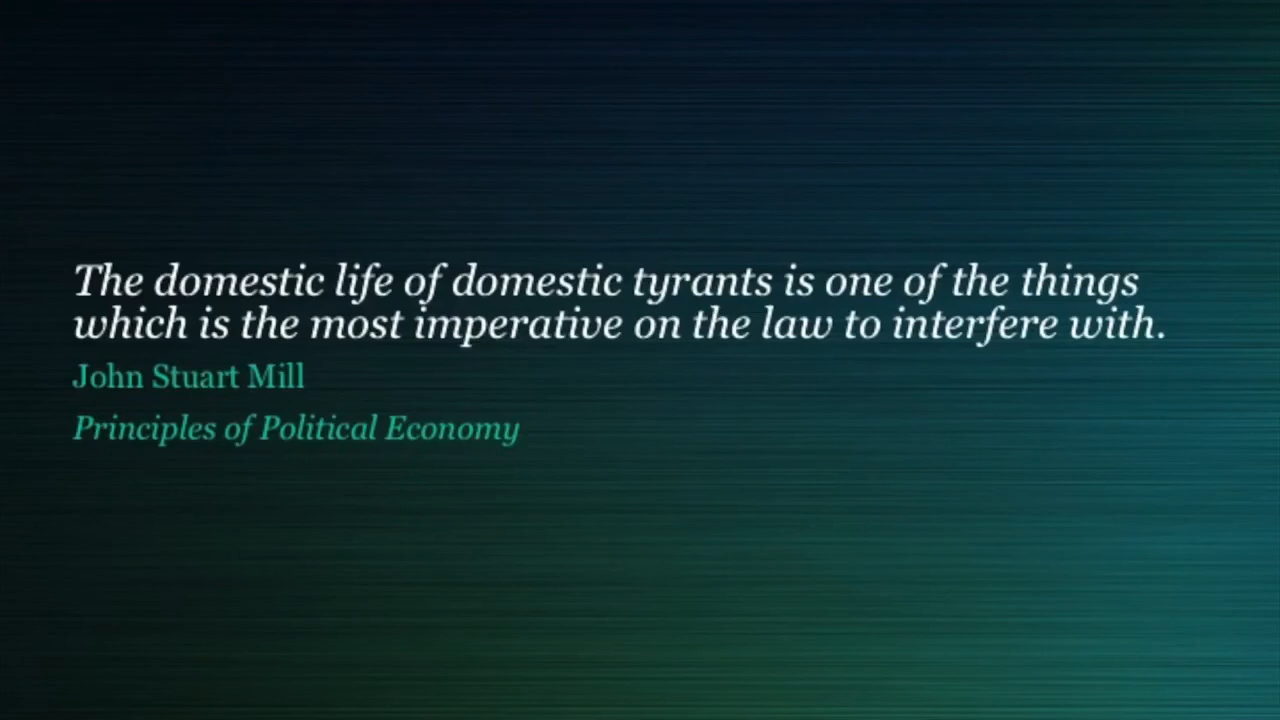 The domestic life of domestic tyrants is one of the things
which is the most imperative on the law to interfere with.
John Stuart Mill
Principles of Political Economy